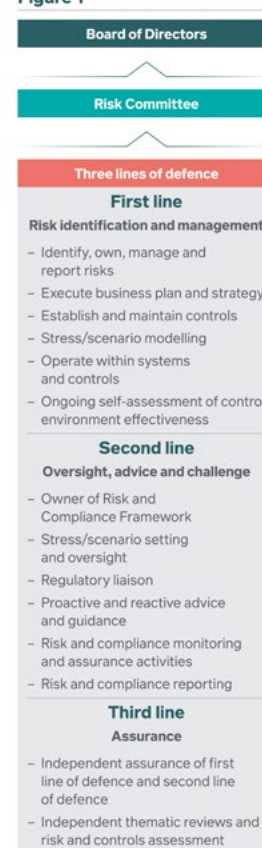 Figure 1
Board of Directors
Risk Committee
Three lines of defence
First line
Risk identification and management
– Identify, own, manage and
report risks
– Execute business plan and strategy
– Establish and maintain controls
– Stress/scenario modelling
– Operate within systems
and controls
– Ongoing self-assessment of control
environment effectiveness
Second line
Oversight, advice and challenge
– Owner of Risk and
Compliance Framework
– Stress/scenario setting
and oversight
– Regulatory liaison
– Proactive and reactive advice
and guidance
– Risk and compliance monitoring
and assurance activities
– Risk and compliance reporting
Third line
Assurance
– Independent assurance of first
line of defence and second line
of defence
– Independent thematic reviews and
risk and controls assessment